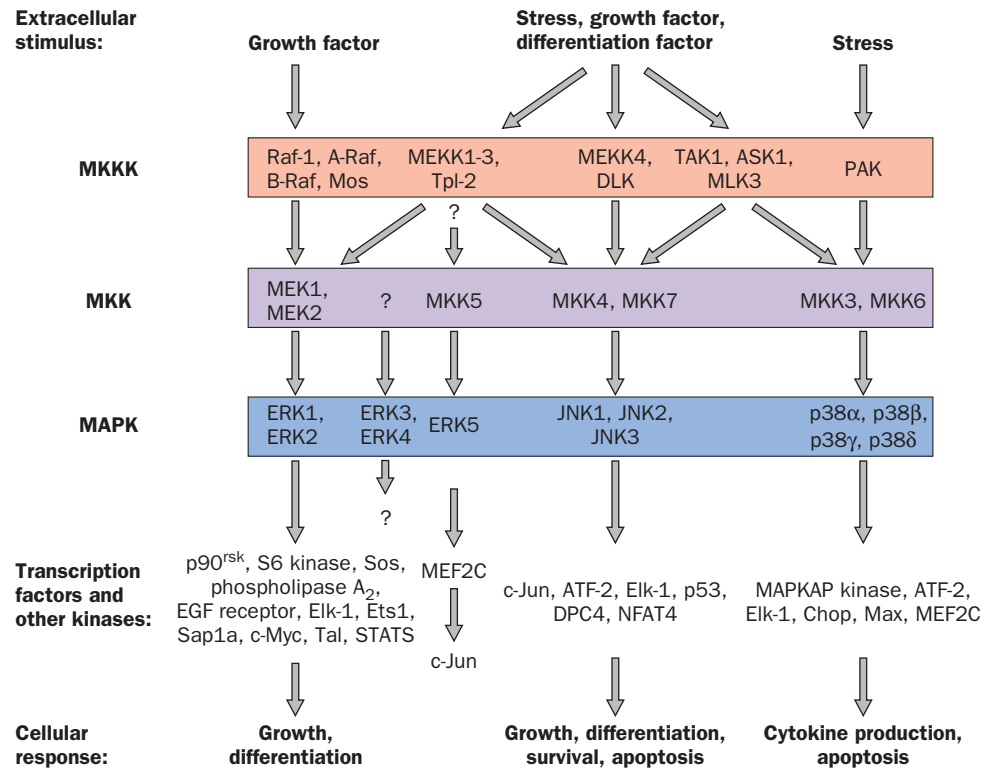 Extracellular
stimulus:
Growth factor
Stress, growth factor,
differentiation factor
Stress
MKKK
Raf-1, A-Raf,
B-Raf, Mos
MEKK1-3,
Tpl-2
MEKK4,
DLK
TAK1, ASK1,
MLK3
PAK
?
MKK
MEK1,
MEK2
?
MKK5
MKK4, MKK7
MKK3, MKK6
MAPK
ERK1,
ERK2
ERK3,
ERK4
ERK5
JNK1, JNK2,
JNK3
p38α, p38β,
p38γ, p38δ
?
Transcription
factors and
other kinases:
p90rsk, S6 kinase, Sos,
phospholipase A2,
EGF receptor, Elk-1, Ets1,
Sap1a, c-Myc, Tal, STATS
MEF2C
c-Jun
c-Jun, ATF-2, Elk-1, p53,
DPC4, NFAT4
MAPKAP kinase, ATF-2,
Elk-1, Chop, Max, MEF2C
Cellular
response:
Growth,
differentiation
Growth, differentiation,
survival, apoptosis
Cytokine production,
apoptosis